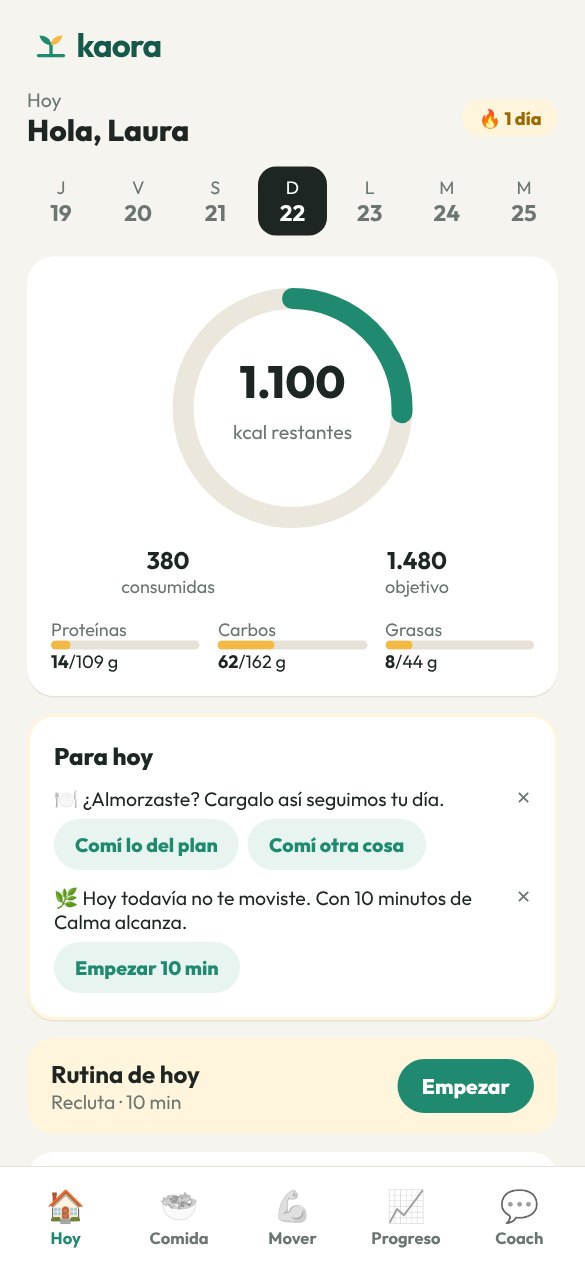 kaora
Hoy
Hola, Laura
🔥 1 día
J V S D L M M
19 20 21 22 23 24 25
1.100
kcal restantes
380 1.480
consumidas objetivo
Proteínas Carbos Grasas
14/109 g 62/162 g 8/44 g
Para hoy
🍽️ ¿Almorzaste? Cargalo así seguimos tu día. ×
Comí lo del plan Comí otra cosa
🌿 Hoy todavía no te moviste. Con 10 minutos de ×
Calma alcanza.
Empezar 10 min
Rutina de hoy
Recluta · 10 min
Empezar
Hoy Comida Mover Progreso Coach